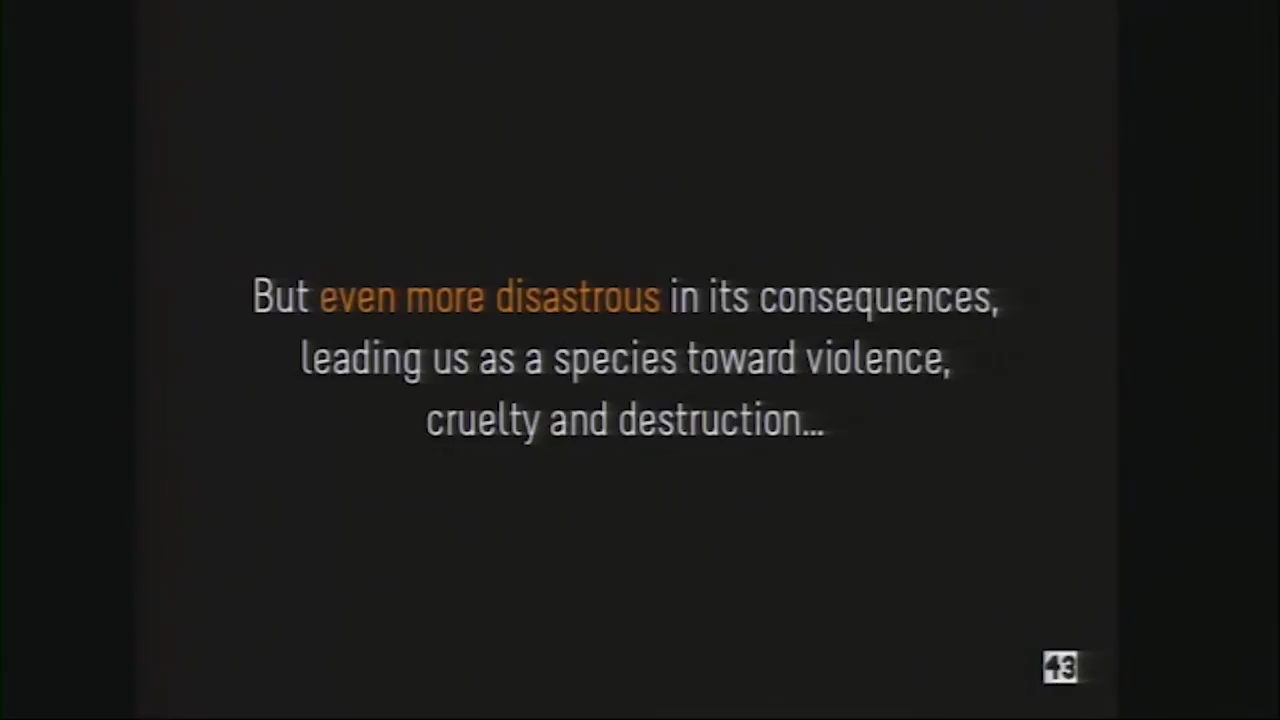 But even more disastrous in its consequences,
leading us as a species toward violence,
cruelty and destruction...
43